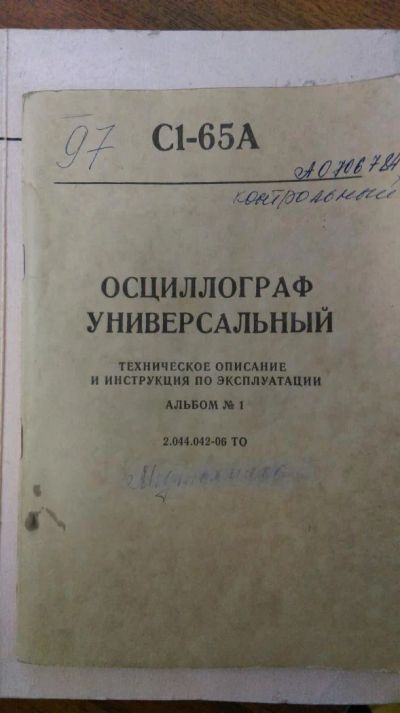 97
С1-65А
А0706784
контрольный
ОСЦИЛЛОГРАФ
УНИВЕРСАЛЬНЫЙ
ТЕХНИЧЕСКОЕ ОПИСАНИЕ
И ИНСТРУКЦИЯ ПО ЭКСПЛУАТАЦИИ
АЛЬБОМ № 1
2.044.042-06 ТО